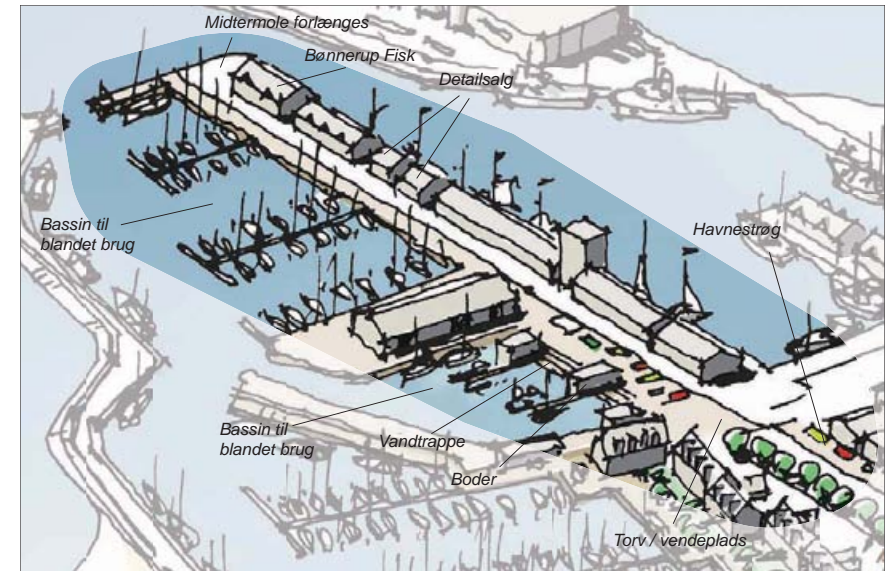 Midtermole forlænges
Bønnerup Fisk
Detailsalg
Bassin til
blandet brug
Havnestrøg
Bassin til
blandet brug
Vandtrappe
Boder
Torv / vendeplads